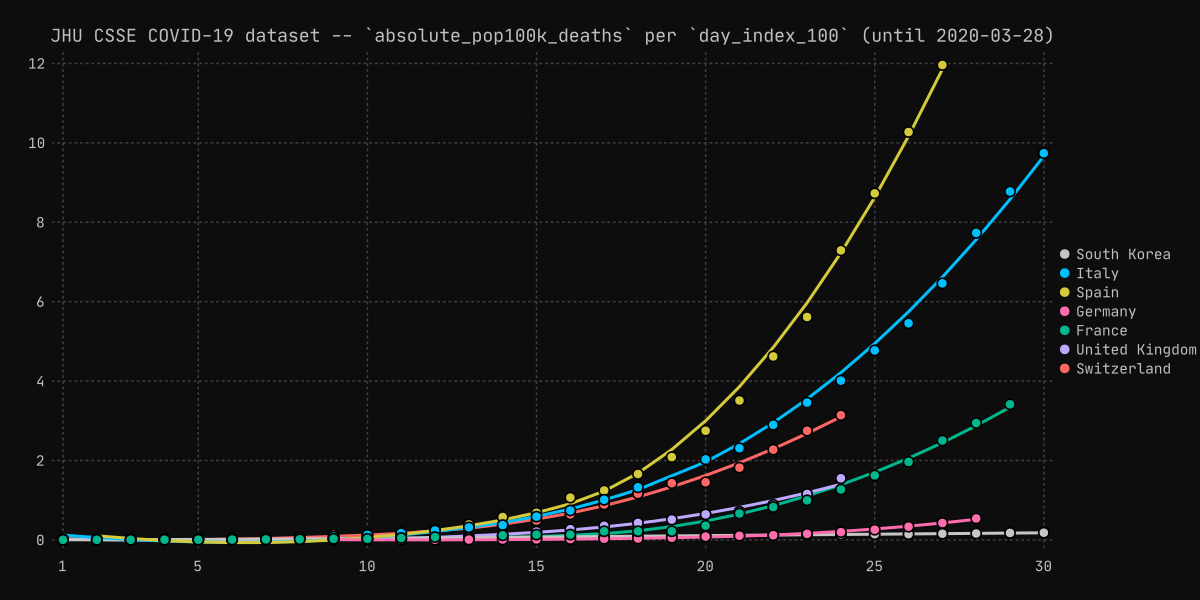 JHU CSSE COVID-19 dataset -- `absolute_pop100k_deaths` per `day_index_100` (until 2020-03-28)
12
10
8
6
4
2
0
1 5 10 15 20 25 30
South Korea
Italy
Spain
Germany
France
United Kingdom
Switzerland